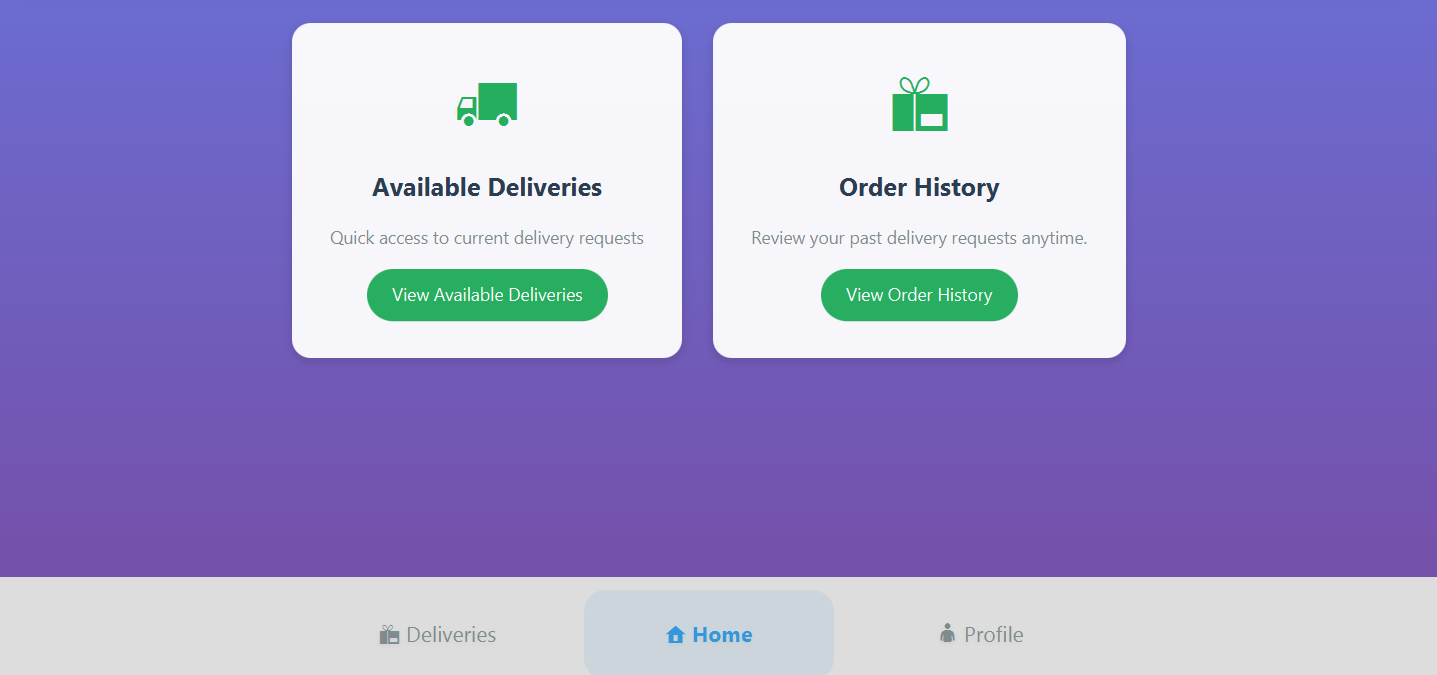 Available Deliveries
Quick access to current delivery requests
View Available Deliveries
Order History
Review your past delivery requests anytime.
View Order History
Deliveries
Home
Profile